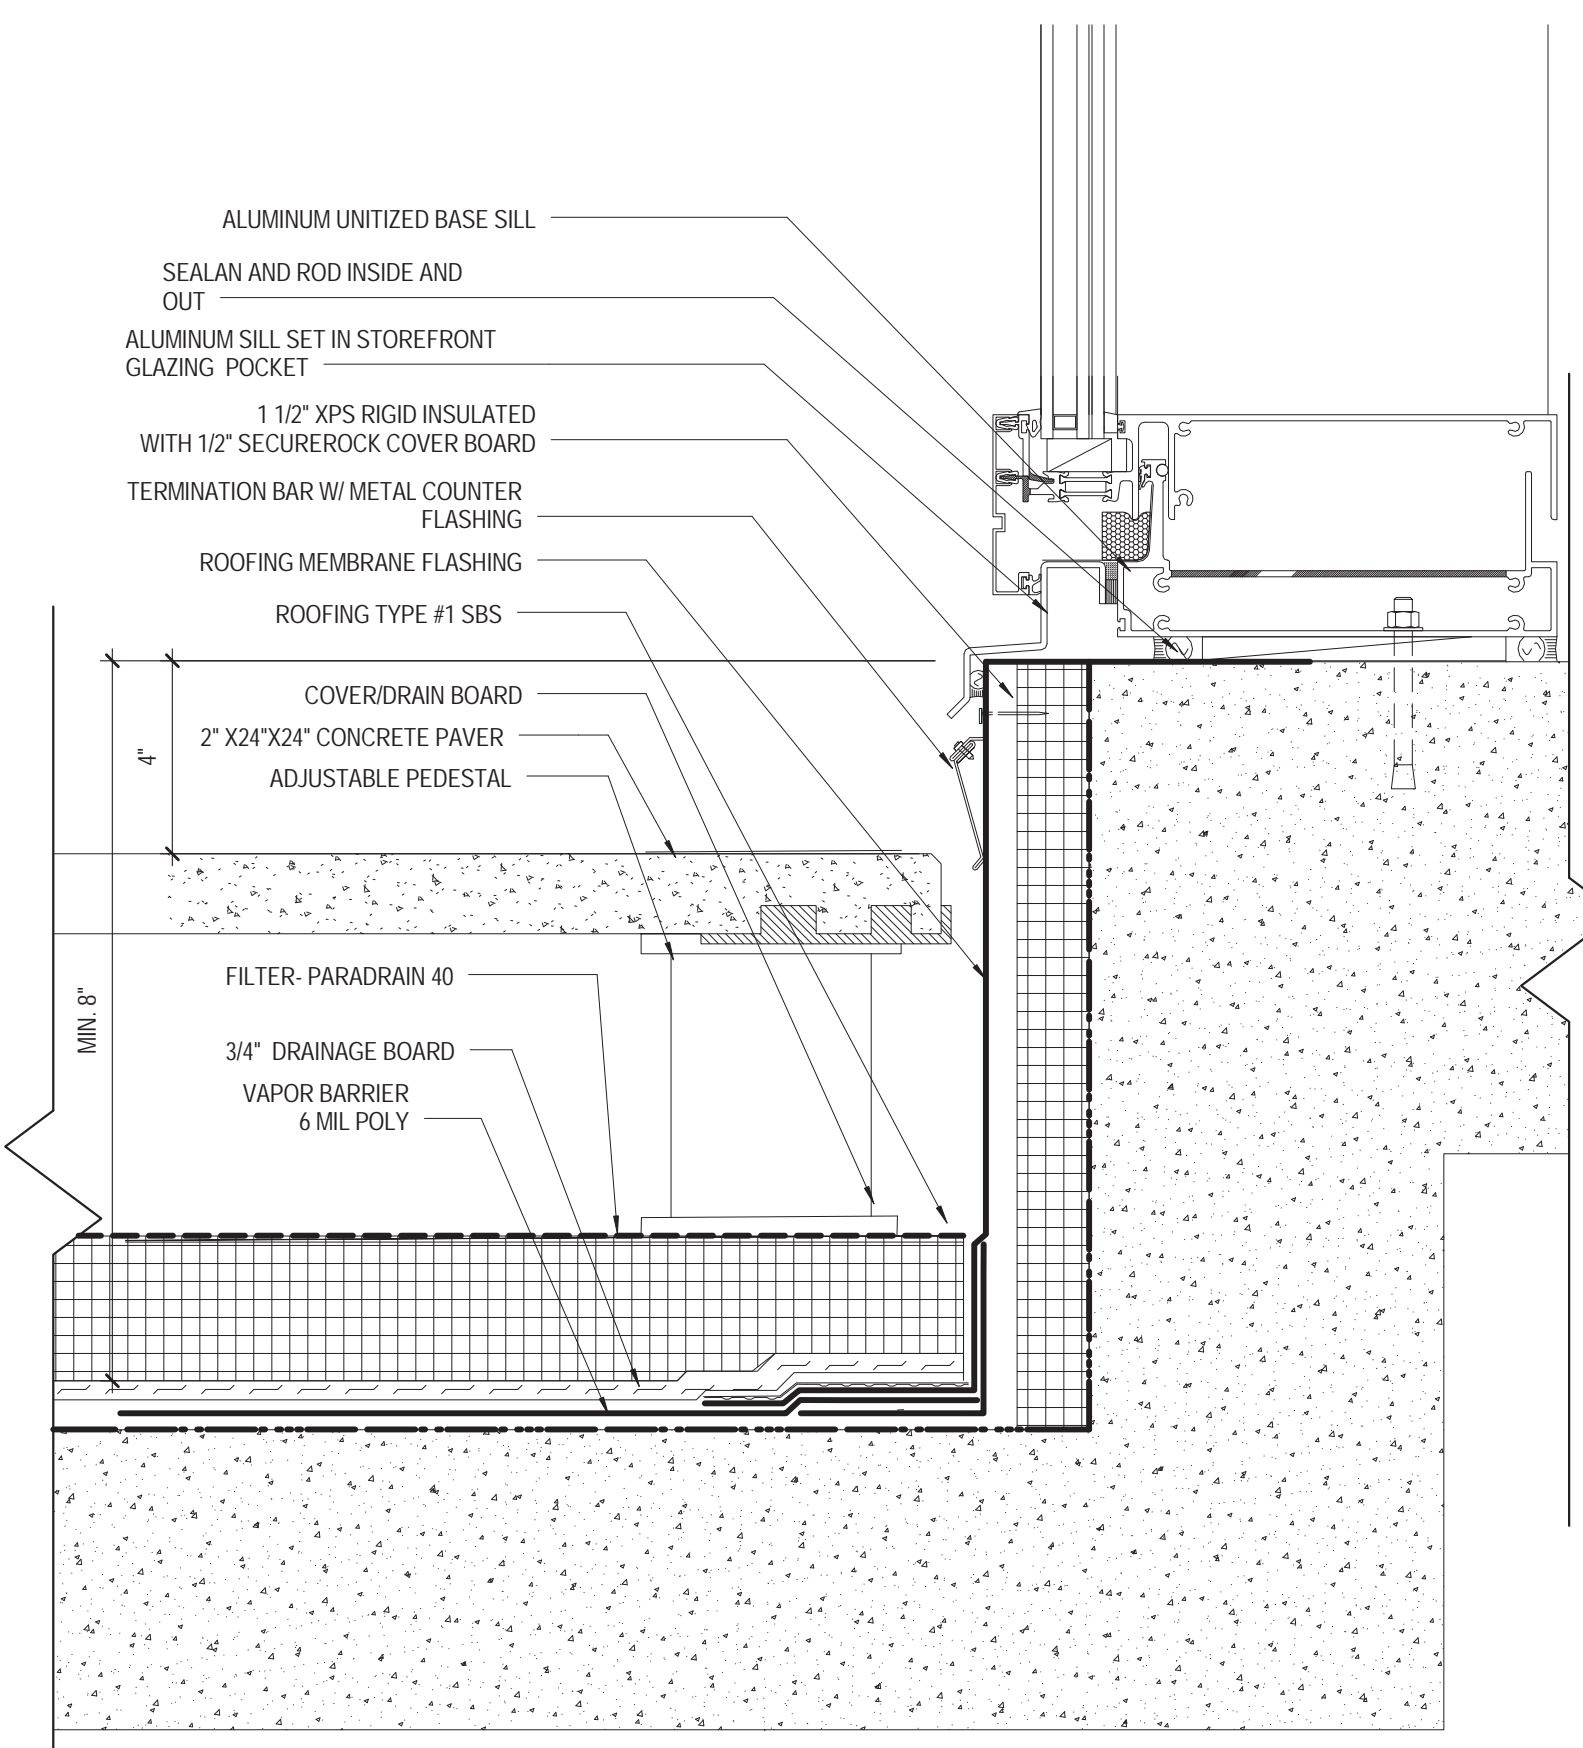 ALUMINUM UNITIZED BASE SILL
SEALAN AND ROD INSIDE AND
OUT
ALUMINUM SILL SET IN STOREFRONT
GLAZING POCKET
1 1/2" XPS RIGID INSULATED
WITH 1/2" SECUREROCK COVER BOARD
TERMINATION BAR W/ METAL COUNTER
FLASHING
ROOFING MEMBRANE FLASHING
ROOFING TYPE #1 SBS
COVER/DRAIN BOARD
2" X24"X24" CONCRETE PAVER
ADJUSTABLE PEDESTAL
4"
FILTER- PARADRAIN 40
MIN. 8"
3/4" DRAINAGE BOARD
VAPOR BARRIER
6 MIL POLY